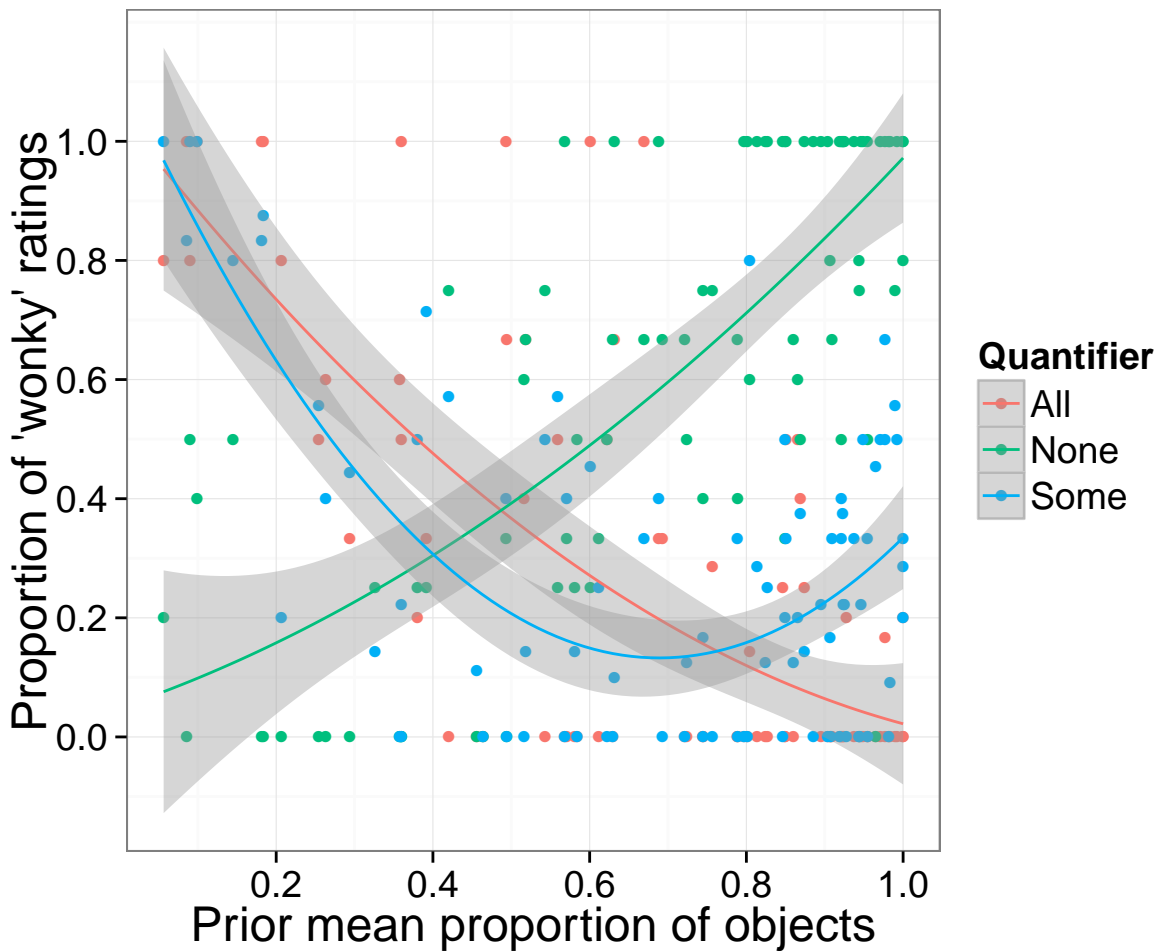 Proportion of 'wonky' ratings
1.0
0.8
0.6
0.4
0.2
0.0
0.2 0.4 0.6 0.8 1.0
Prior mean proportion of objects
Quantifier
All
None
Some